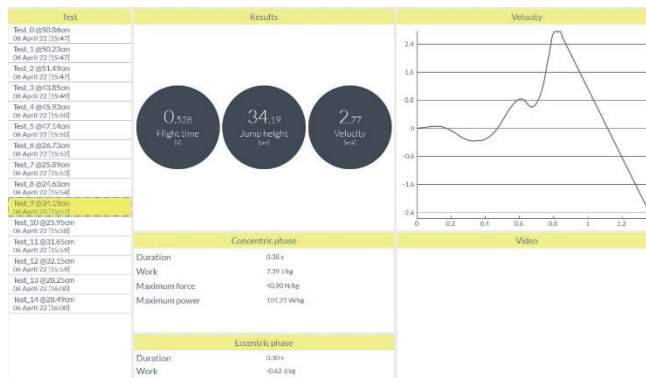 Test
Test_0 @50.86cm
06 April 22 [15:47]
Test_1 @50.23cm
06 April 22 [15:47]
Test_2 @51.49cm
06 April 22 [15:47]
Test_3 @43.85cm
06 April 22 [15:49]
Test_4 @45.93cm
06 April 22 [15:50]
Test_5 @47.14cm
06 April 22 [15:50]
Test_6 @26.73cm
06 April 22 [15:52]
Test_7 @25.89cm
06 April 22 [15:53]
Test_8 @24.63cm
06 April 22 [15:54]
Test_9 @34.19cm
06 April 22 [15:57]
Test_10 @25.95cm
06 April 22 [15:58]
Test_11 @31.65cm
06 April 22 [15:59]
Test_12 @32.15cm
06 April 22 [15:59]
Test_13 @28.25cm
06 April 22 [16:00]
Test_14 @28.49cm
06 April 22 [16:00]
Results
0,528
Flight time
[s]
34,19
Jump height
[cm]
2,77
Velocity
[m/s]
Concentric phase
Duration 0.38 s
Work 7.39 J/kg
Maximum force 40.90 N/kg
Maximum power 101.21 W/kg
Eccentric phase
Duration 0.30 s
Work -0.62 J/kg
Velocity
2.4
1.6
0.8
0
-0.8
-1.6
-2.4
0 0.2 0.4 0.6 0.8 1 1.2
Video